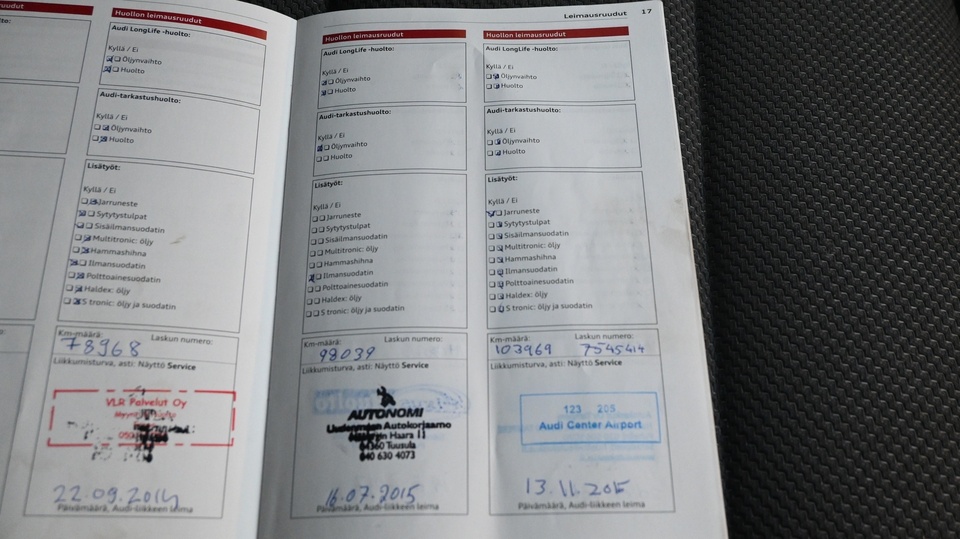 Leimausruudut 17
Huollon leimausruudut
Audi LongLife -huolto:
Kyllä / Ei
Öljynvaihto
Huolto
Audi-tarkastushuolto:
Kyllä / Ei
Öljynvaihto
Huolto
Lisätyöt:
Kyllä / Ei
Jarruneste
Sytytystulpat
Sisäilmansuodatin
Multitronic: öljy
Hammashihna
Ilmansuodatin
Polttoainesuodatin
Haldex: öljy
S tronic: öljy ja suodatin
Km-määrä: Laskun numero:
78968
Liikkumisturva, asti: Näyttö Service
VLR Palvelut Oy
22.09.2014
Päivämäärä, Audi-liikkeen leima
Huollon leimausruudut
Audi LongLife -huolto:
Kyllä / Ei
Öljynvaihto
Huolto
Audi-tarkastushuolto:
Kyllä / Ei
Öljynvaihto
Huolto
Lisätyöt:
Kyllä / Ei
Jarruneste
Sytytystulpat
Sisäilmansuodatin
Multitronic: öljy
Hammashihna
Ilmansuodatin
Polttoainesuodatin
Haldex: öljy
S tronic: öljy ja suodatin
Km-määrä: Laskun numero:
98039
Liikkumisturva, asti: Näyttö Service
AUTONOMI
Uudenmaan Autokorjaamo
Haara 11
04360 Tuusula
040 630 4073
16.07.2015
Päivämäärä, Audi-liikkeen leima
Huollon leimausruudut
Audi LongLife -huolto:
Kyllä / Ei
Öljynvaihto
Huolto
Audi-tarkastushuolto:
Kyllä / Ei
Öljynvaihto
Huolto
Lisätyöt:
Kyllä / Ei
Jarruneste
Sytytystulpat
Sisäilmansuodatin
Multitronic: öljy
Hammashihna
Ilmansuodatin
Polttoainesuodatin
Haldex: öljy
S tronic: öljy ja suodatin
Km-määrä: Laskun numero:
103969 7545414
Liikkumisturva, asti: Näyttö Service
123 205
Audi Center Airport
13.11.2015
Päivämäärä, Audi-liikkeen leima